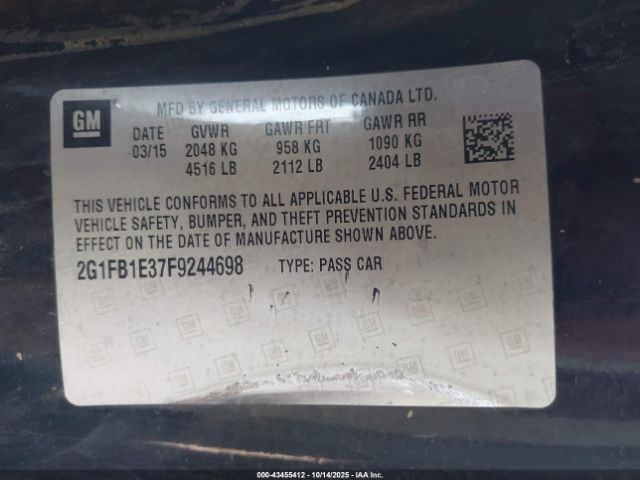 GM
MFD BY GENERAL MOTORS OF CANADA LTD.
DATE GVWR GAWR FRT GAWR RR
03/15 2048 KG 958 KG 1090 KG
4516 LB 2112 LB 2404 LB
THIS VEHICLE CONFORMS TO ALL APPLICABLE U.S. FEDERAL MOTOR
VEHICLE SAFETY, BUMPER, AND THEFT PREVENTION STANDARDS IN
EFFECT ON THE DATE OF MANUFACTURE SHOWN ABOVE.
2G1FB1E37F9244698 TYPE: PASS CAR
000-43455412 - 10/14/2025 - IAAI, Inc.